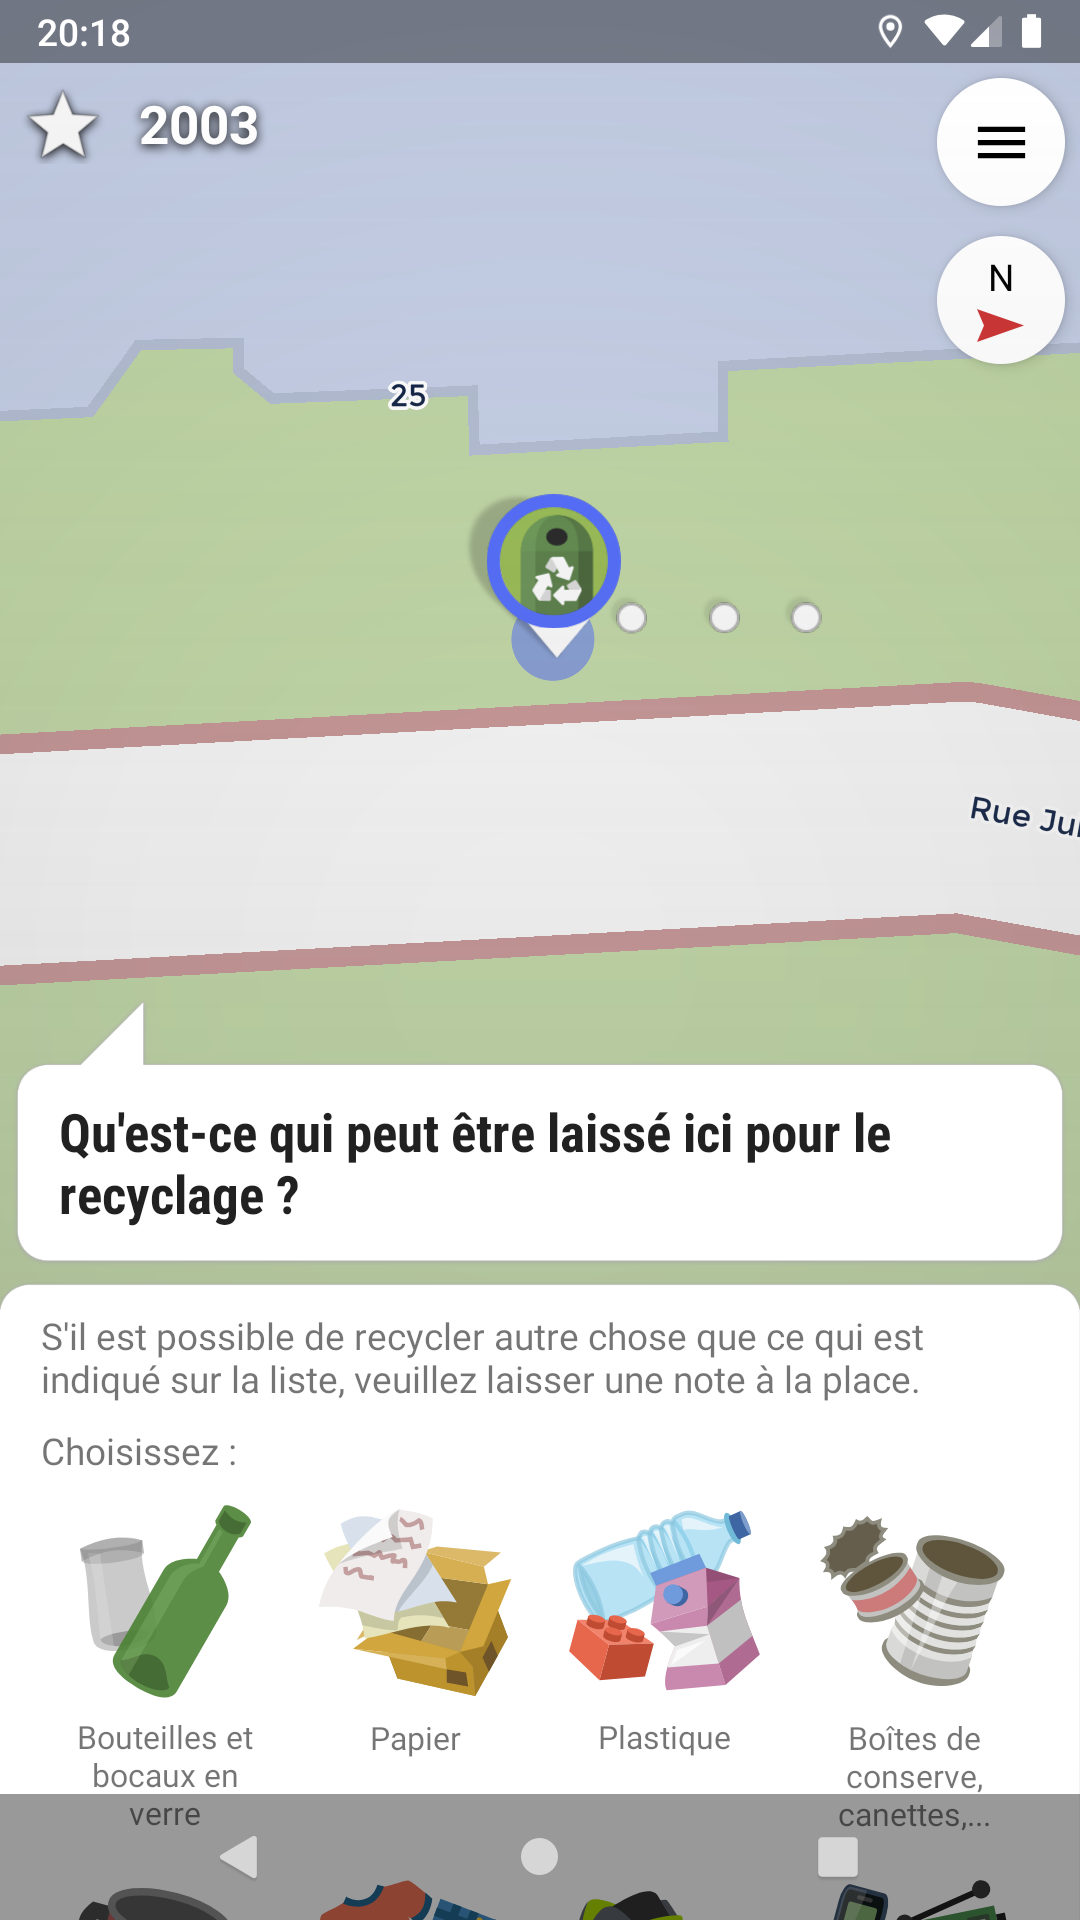 20:18
2003
N
25
Rue Jul
Qu'est-ce qui peut être laissé ici pour le
recyclage ?
S'il est possible de recycler autre chose que ce qui est
indiqué sur la liste, veuillez laisser une note à la place.
Choisissez :
Bouteilles et
bocaux en
verre
Papier
Plastique
Boîtes de
conserve,
canettes,...